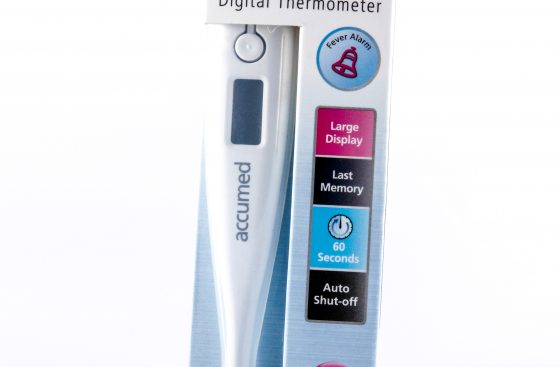 Digital Thermometer
Fever Alarm
Large
Display
Last
Memory
60
Seconds
Auto
Shut-off
accumed